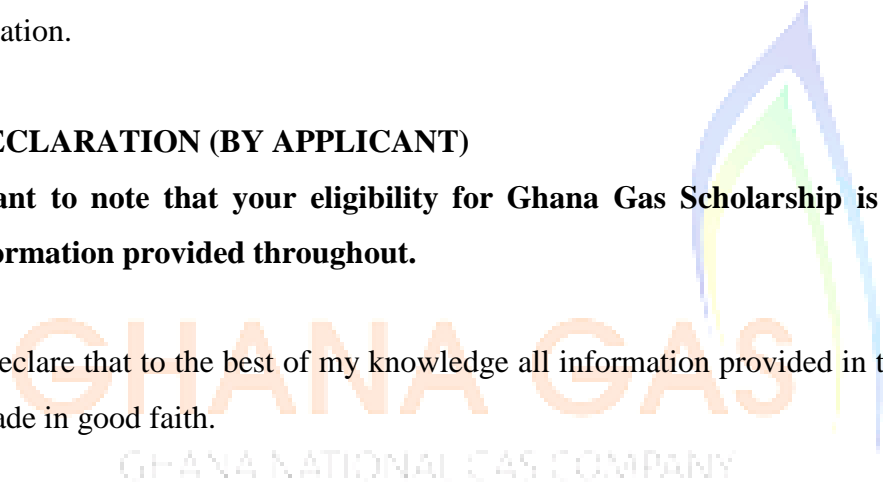 ation.
ECLARATION (BY APPLICANT)
ant to note that your eligibility for Ghana Gas Scholarship is
ormation provided throughout.
GHANA GAS
eclare that to the best of my knowledge all information provided in t
ade in good faith.
GHANA NATIONAL GAS COMPANY